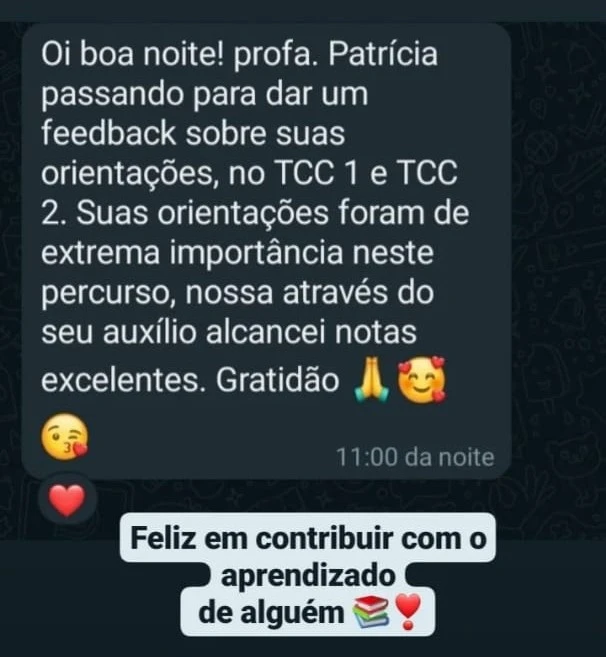 Oi boa noite! profa. Patrícia
passando para dar um
feedback sobre suas
orientações, no TCC 1 e TCC
2. Suas orientações foram de
extrema importância neste
percurso, nossa através do
seu auxílio alcancei notas
excelentes. Gratidão 🙏🥰
😘
11:00 da noite
❤️
Feliz em contribuir com o
aprendizado
de alguém 📚❣️